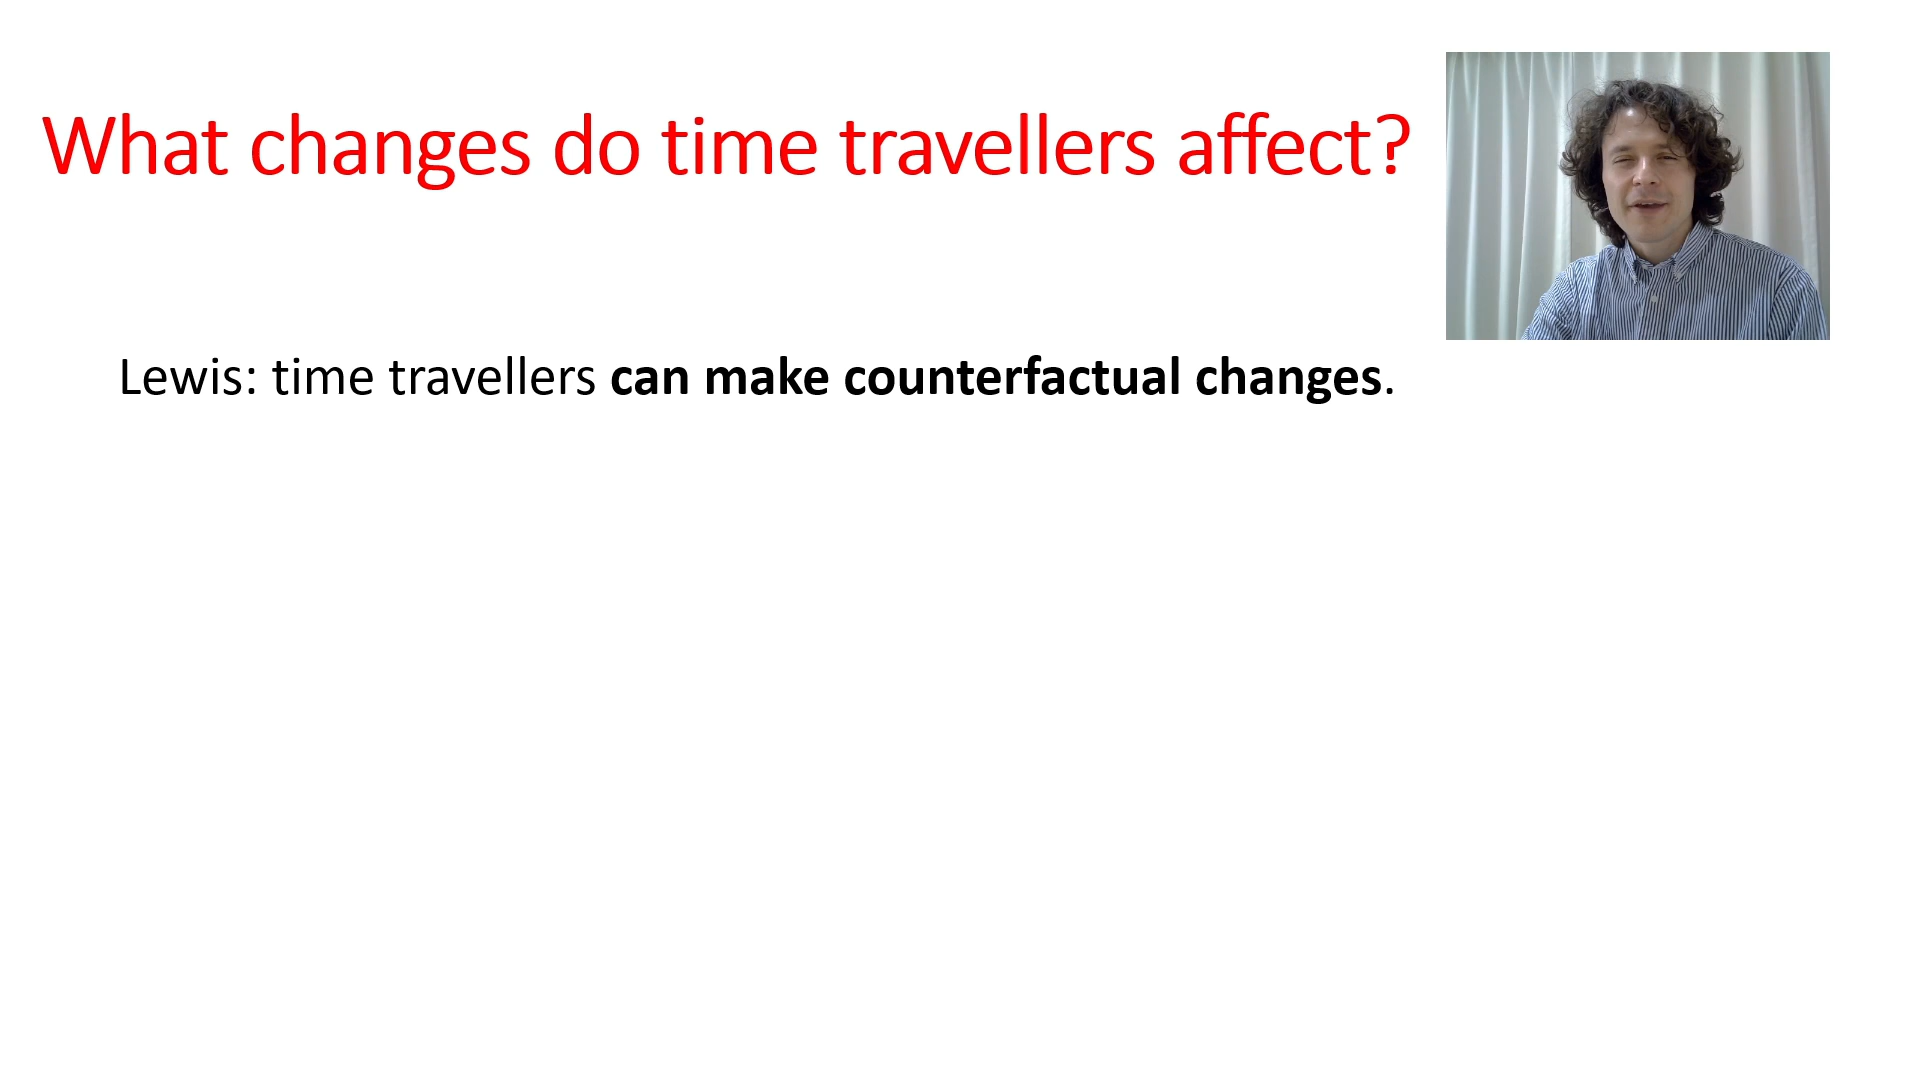 What changes do time travellers affect?
Lewis: time travellers can make counterfactual changes.